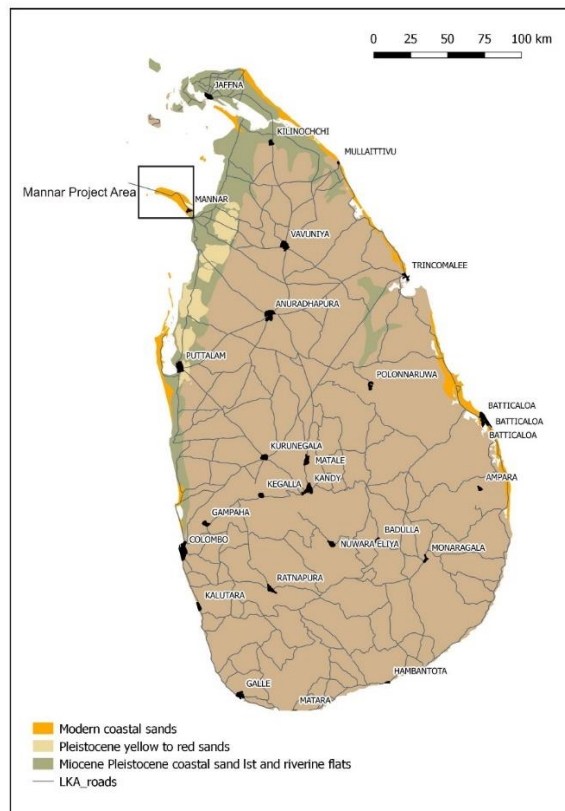 0 25 50 75 100 km
JAFFNA
KILINOCHCHI
MULLAITTIVU
Mannar Project Area
MANNAR
VAVUNIYA
TRINCOMALEE
ANURADHAPURA
PUTTALAM
POLONNARUWA
BATTICALOA
BATTICALOA
BATTICALOA
KURUNEGALA
MATALE
KANDY
KEGALLA
AMPARA
GAMPAHA
COLOMBO
NUWARA ELIYA
BADULLA
MONARAGALA
RATNAPURA
KALUTARA
HAMBANTOTA
GALLE
MATARA
Modern coastal sands
Pleistocene yellow to red sands
Miocene Pleistocene coastal sand lst and riverine flats
LKA_roads